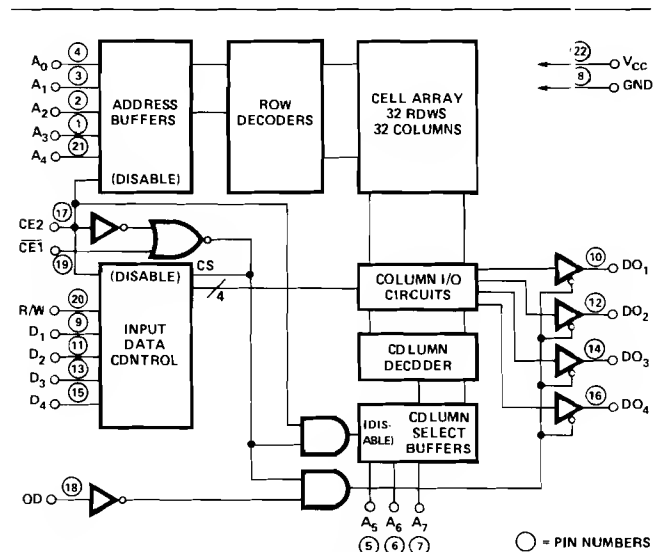 A0 4
A1 3
A2 2
A3 1
A4 21
ADDRESS
BUFFERS
(DISABLE)
ROW
DECODERS
CELL ARRAY
32 RDWS
32 COLUMNS
22 VCC
8 GND
17
CE2
CE1
19
(DISABLE)
CS
4
R/W 20
D1 9
D2 11
D3 13
D4 15
INPUT
DATA
CDNTROL
COLUMN I/O
CIRCUITS
CDLUMN
DECDDER
(DIS-
ABLE)
CDLUMN
SELECT
BUFFERS
10 DO1
12 DO2
14 DO3
16 DO4
OD 18
A5 A6 A7
5 6 7
= PIN NUMBERS